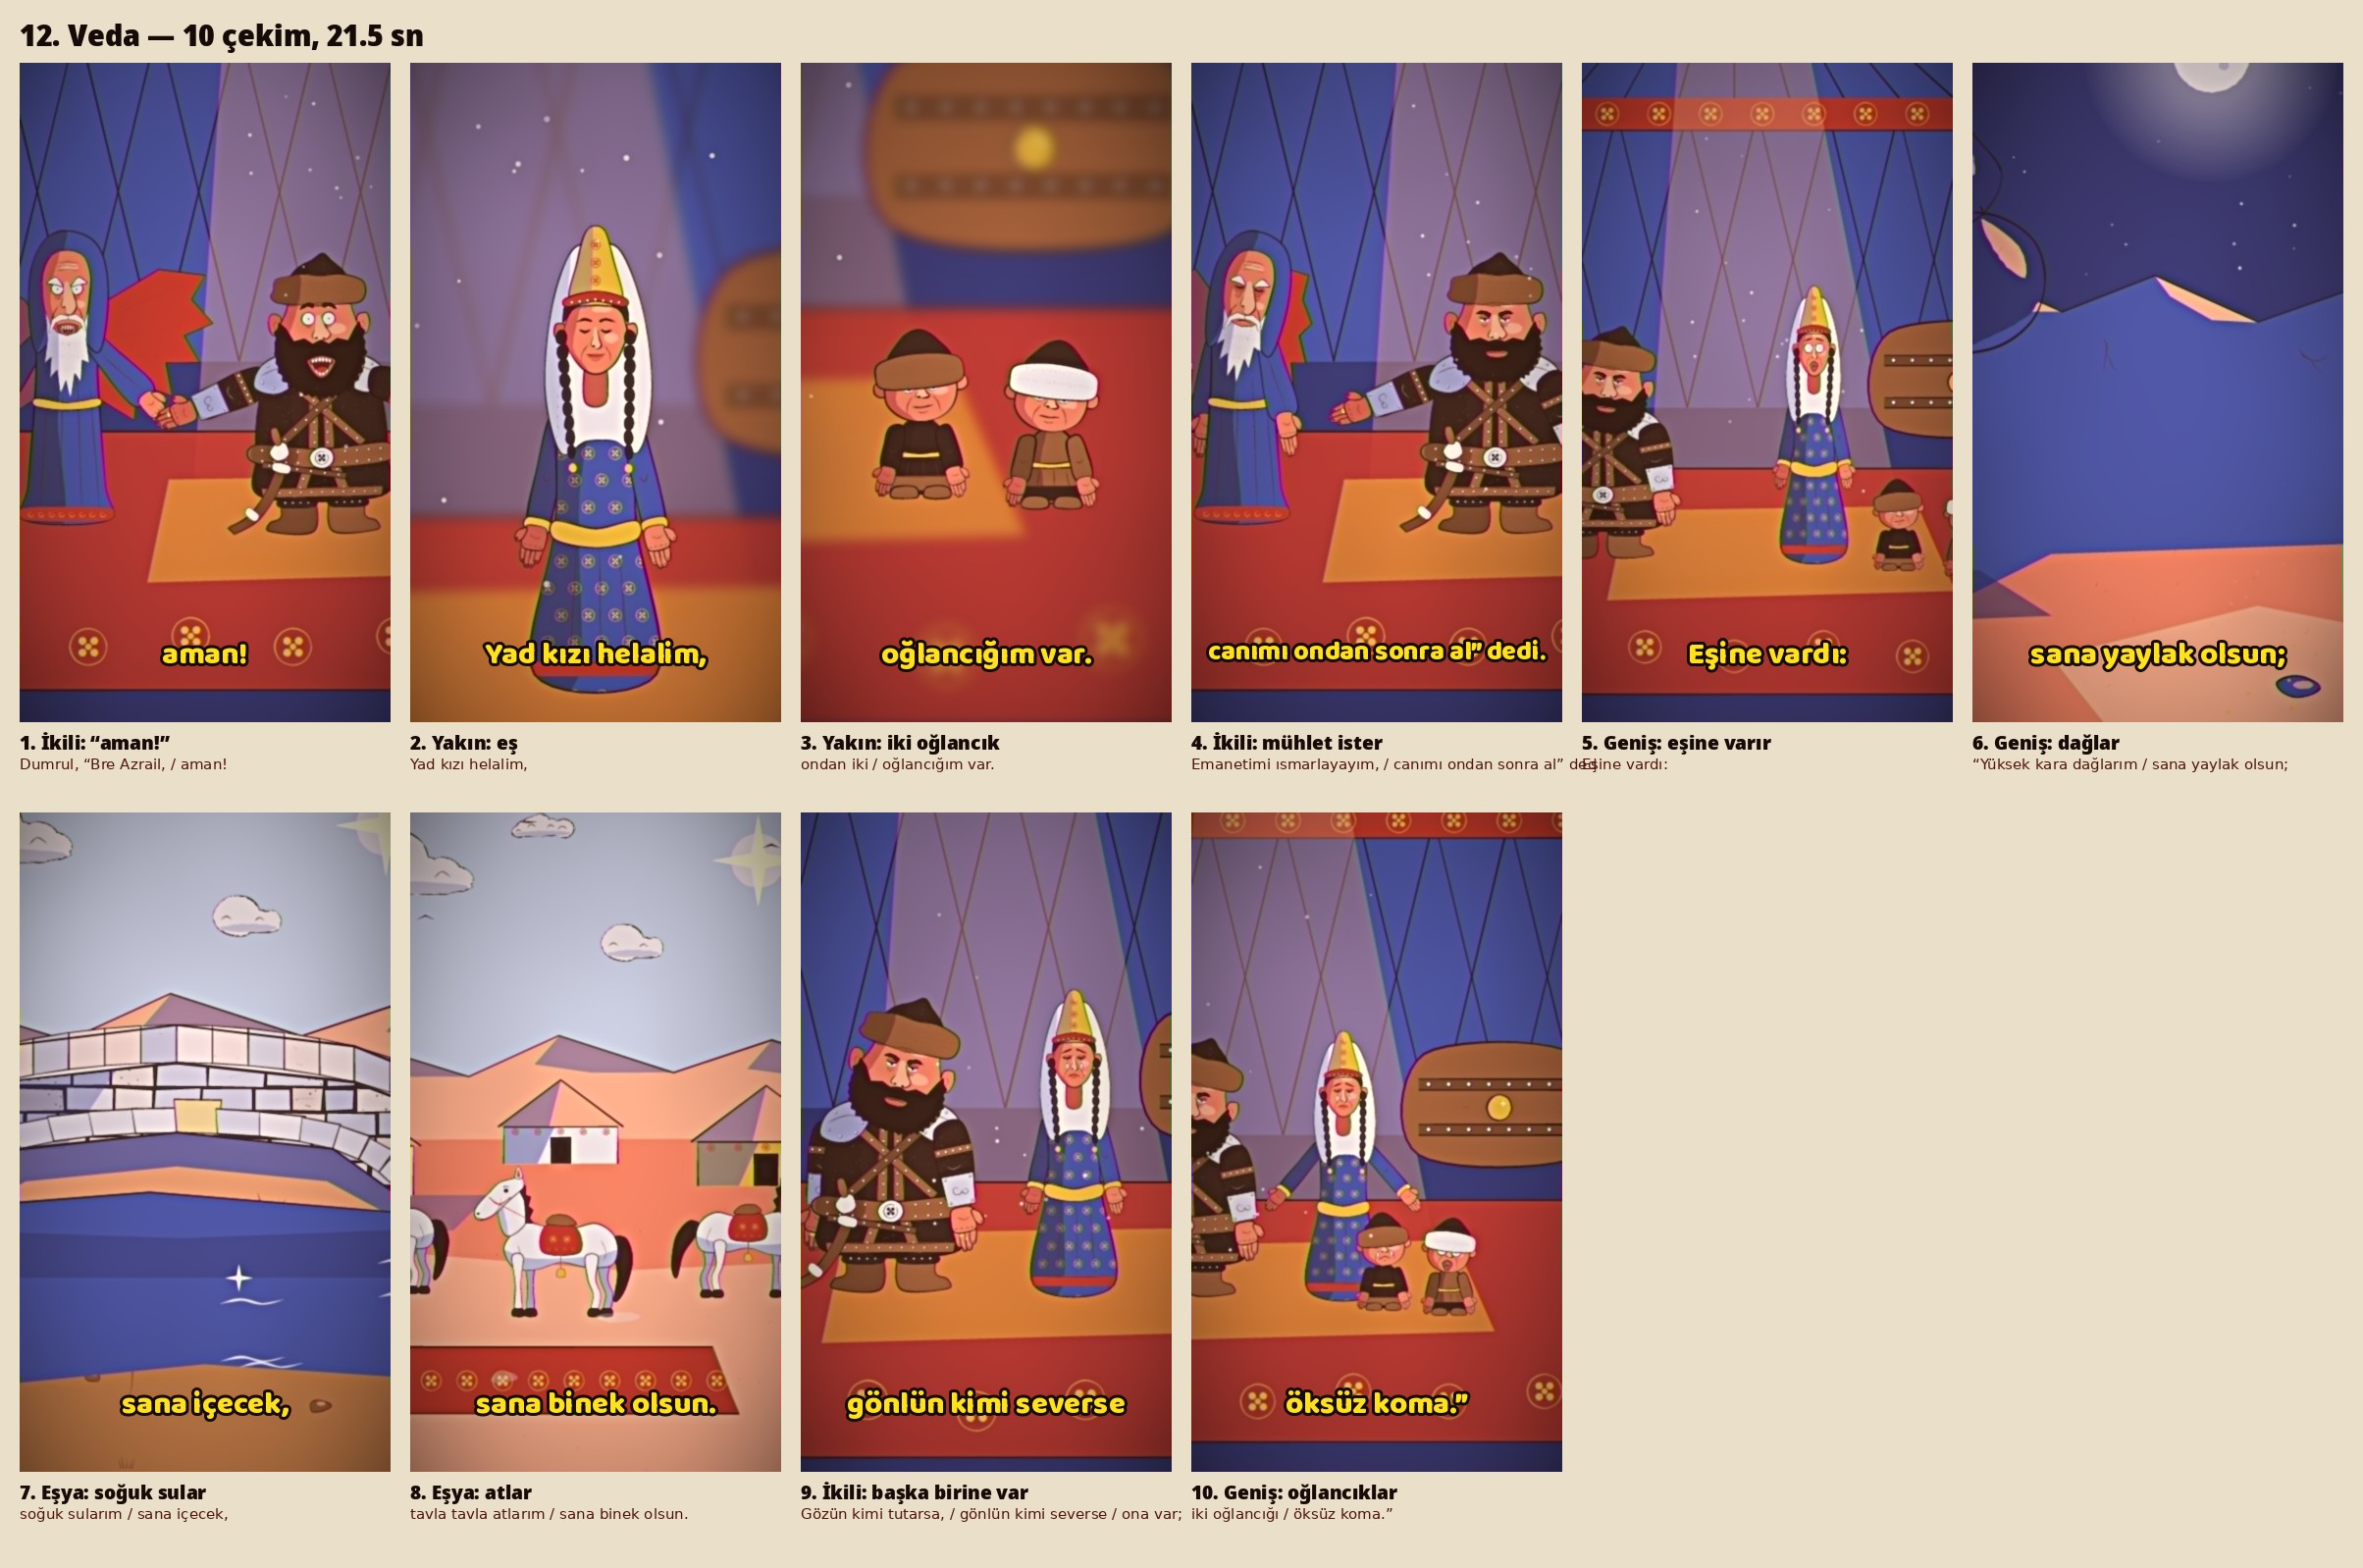 12. Veda — 10 çekim, 21.5 sn
aman!
1. İkili: “aman!”
Dumrul, “Bre Azrail, / aman!
Yad kızı helalim,
2. Yakın: eş
Yad kızı helalim,
oğlancığım var.
3. Yakın: iki oğlancık
ondan iki / oğlancığım var.
canımı ondan sonra al” dedi.
4. İkili: mühlet ister
Emanetimi ısmarlayayım, / canımı ondan sonra al”
Eşine vardı:
5. Geniş: eşine varır
Eşine vardı:
sana yaylak olsun;
6. Geniş: dağlar
“Yüksek kara dağlarım / sana yaylak olsun;
sana içecek,
7. Eşya: soğuk sular
soğuk sularım / sana içecek,
sana binek olsun.
8. Eşya: atlar
tavla tavla atlarım / sana binek olsun.
gönlün kimi severse
9. İkili: başka birine var
Gözün kimi tutarsa, / gönlün kimi severse / ona var;
öksüz koma.”
10. Geniş: oğlancıklar
iki oğlancığı / öksüz koma.”